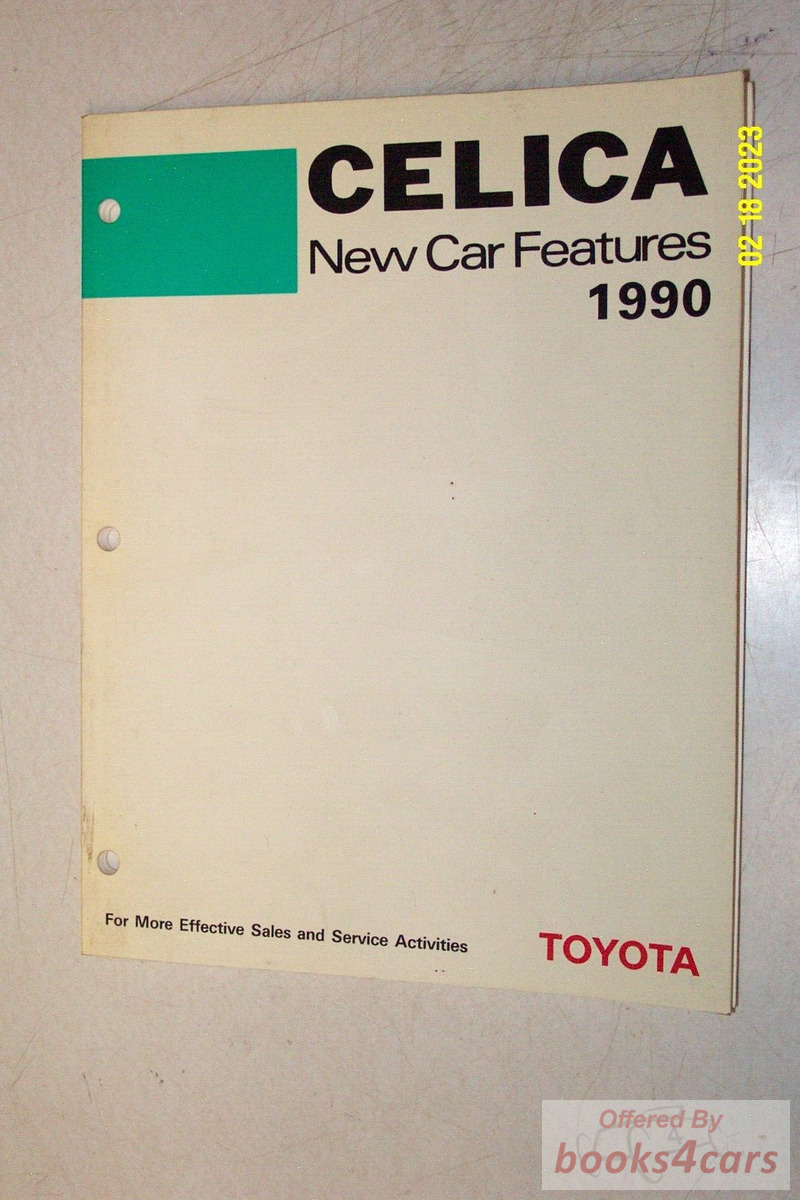 CELICA
New Car Features
1990
02 18 2023
For More Effective Sales and Service Activities
TOYOTA
Offered By
books4cars